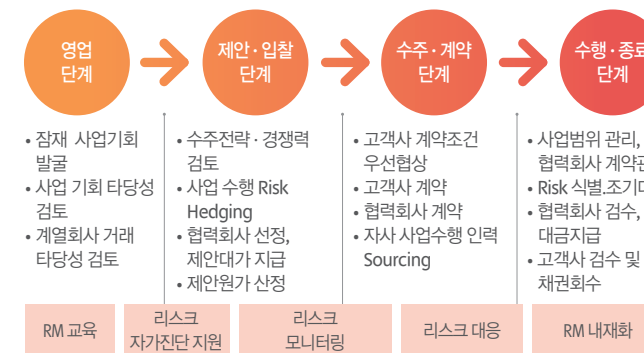 영업
단계
제안 · 입찰
단계
수주 · 계약
단계
수행 · 종료
단계
• 잠재 사업기회
발굴
• 사업 기회 타당성
검토
• 계열회사 거래
타당성 검토
• 수주전략 · 경쟁력
검토
• 사업 수행 Risk
Hedging
• 협력회사 선정,
제안대가 지급
• 제안원가 산정
• 고객사 계약조건
우선협상
• 고객사 계약
• 협력회사 계약
• 자사 사업수행 인력
Sourcing
• 사업범위 관리,
협력회사
• Risk 식별.
• 협력회사 검수,
대금지급
• 고객사 검수 및
채권회수
RM 교육
리스크
자가진단 지원
리스크
모니터링
리스크 대응
RM 내재화